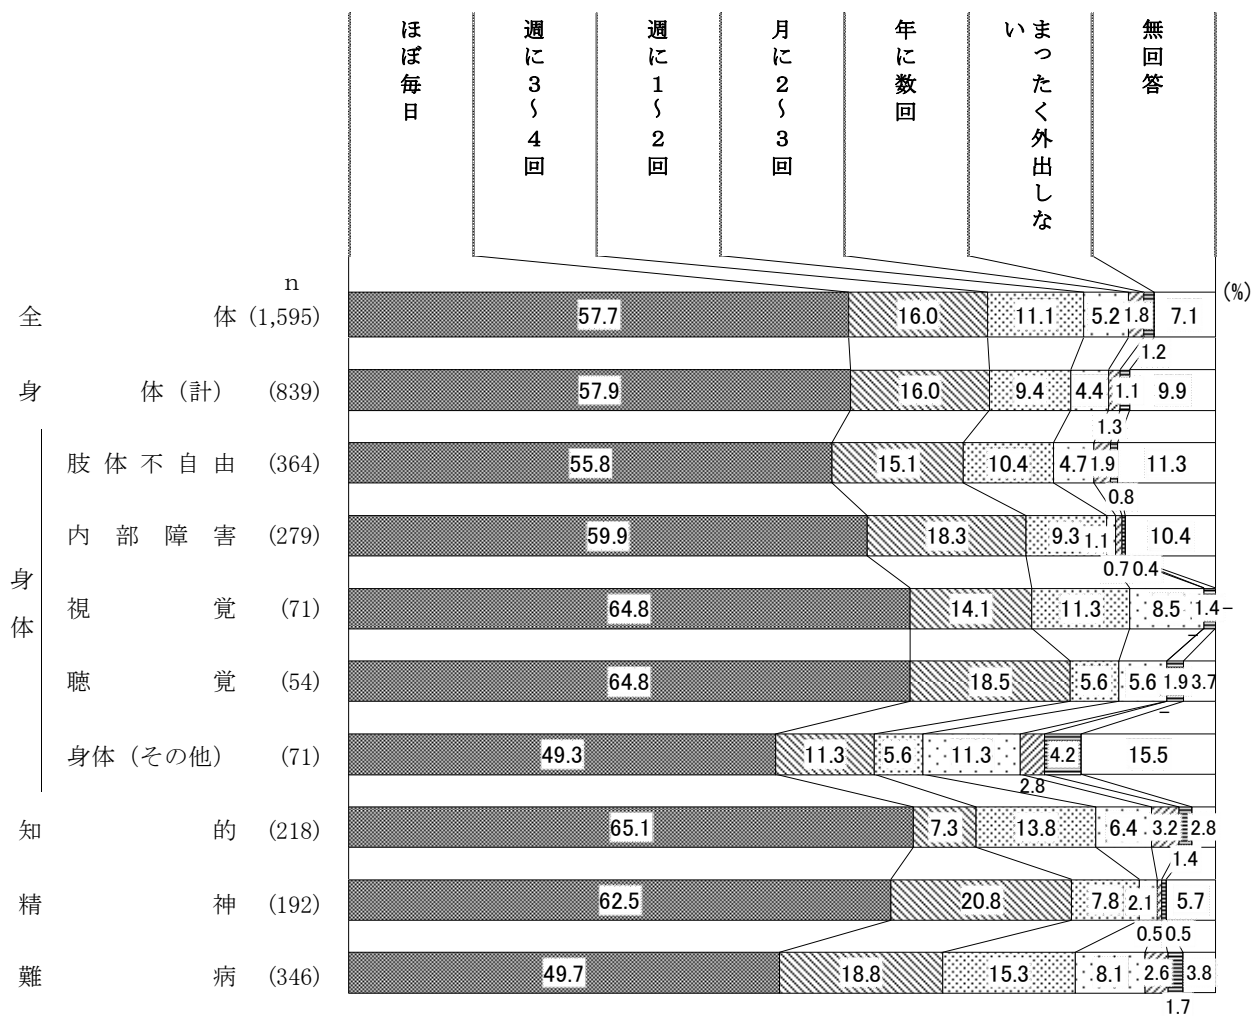 ほぼ毎日
週に3～4回
週に1～2回
月に2～3回
年に数回
まったく外出しな
い
無回答
n
(%)
全体 (1,595) 57.7 16.0 11.1 5.2 1.8 7.1
1.2
身体（計） (839) 57.9 16.0 9.4 4.4 1.1 9.9
1.3
身体
肢体不自由 (364) 55.8 15.1 10.4 4.7 1.9 11.3
0.8
内部障害 (279) 59.9 18.3 9.3 1.1 10.4
0.7 0.4
視覚 (71) 64.8 14.1 11.3 8.5 1.4 －
－
聴覚 (54) 64.8 18.5 5.6 5.6 1.9 3.7
－
身体（その他） (71) 49.3 11.3 5.6 11.3 4.2 15.5
2.8
知的 (218) 65.1 7.3 13.8 6.4 3.2 2.8
1.4
精神 (192) 62.5 20.8 7.8 2.1 5.7
0.5 0.5
難病 (346) 49.7 18.8 15.3 8.1 2.6 3.8
1.7